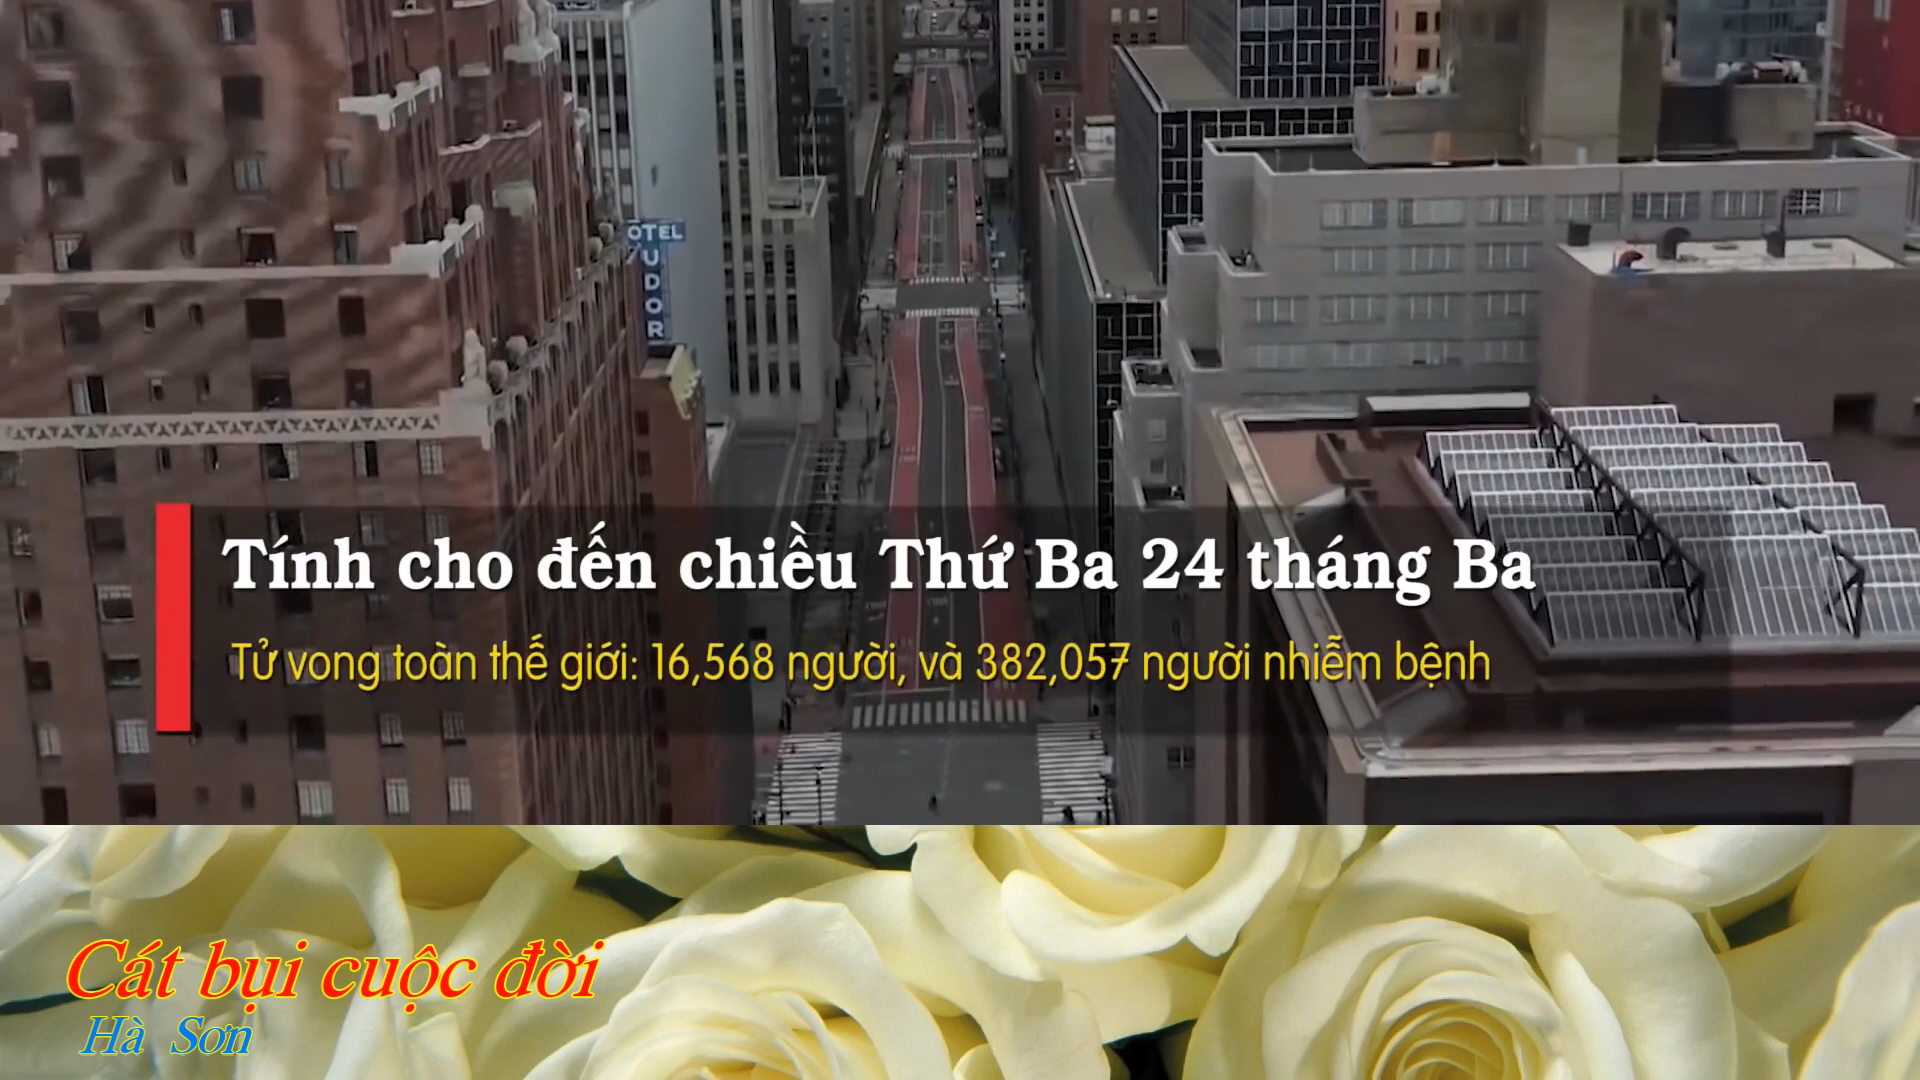 OTEL
TUDOR
Tính cho đến chiều Thứ Ba 24 tháng Ba
Tử vong toàn thế giới: 16,568 người, và 382,057 người nhiễm bệnh
Cát bụi cuộc đời
Hà Sơn